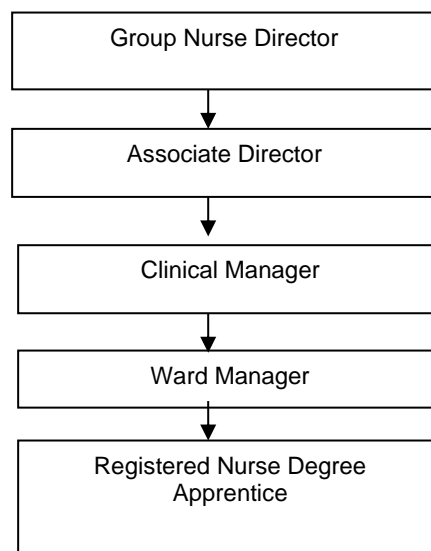 Group Nurse Director
Associate Director
Clinical Manager
Ward Manager
Registered Nurse Degree
Apprentice